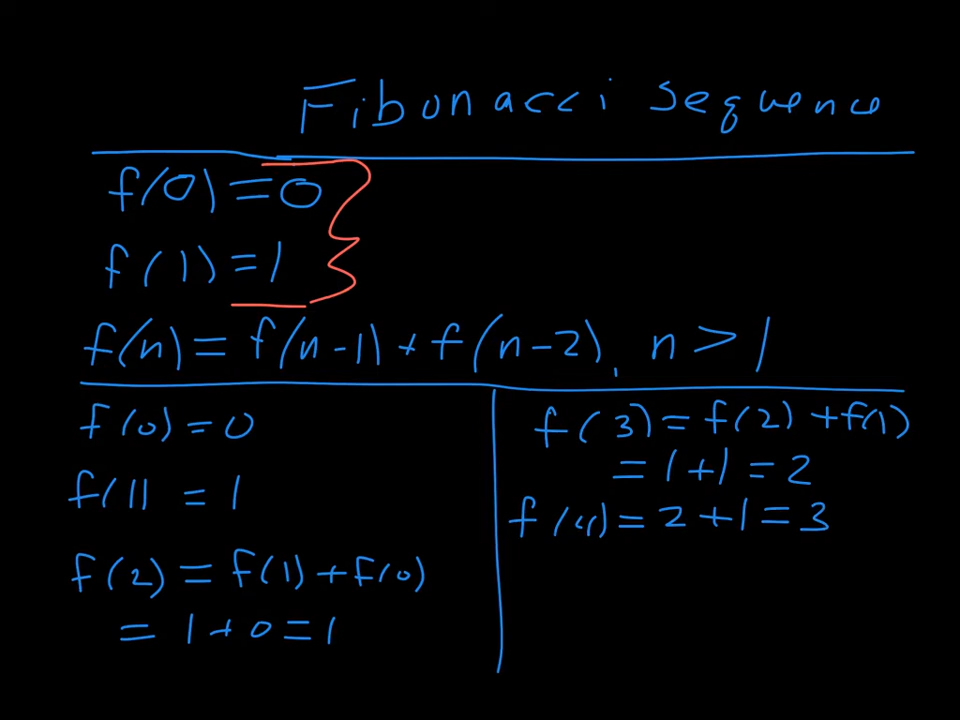 Fibonacci sequence
f(0) = 0
f(1) = 1
f(n) = f(n-1) + f(n-2), n > 1
f(0) = 0
f(1) = 1
f(2) = f(1) + f(0)
= 1 + 0 = 1
f(3) = f(2) + f(1)
= 1 + 1 = 2
f(4) = 2 + 1 = 3